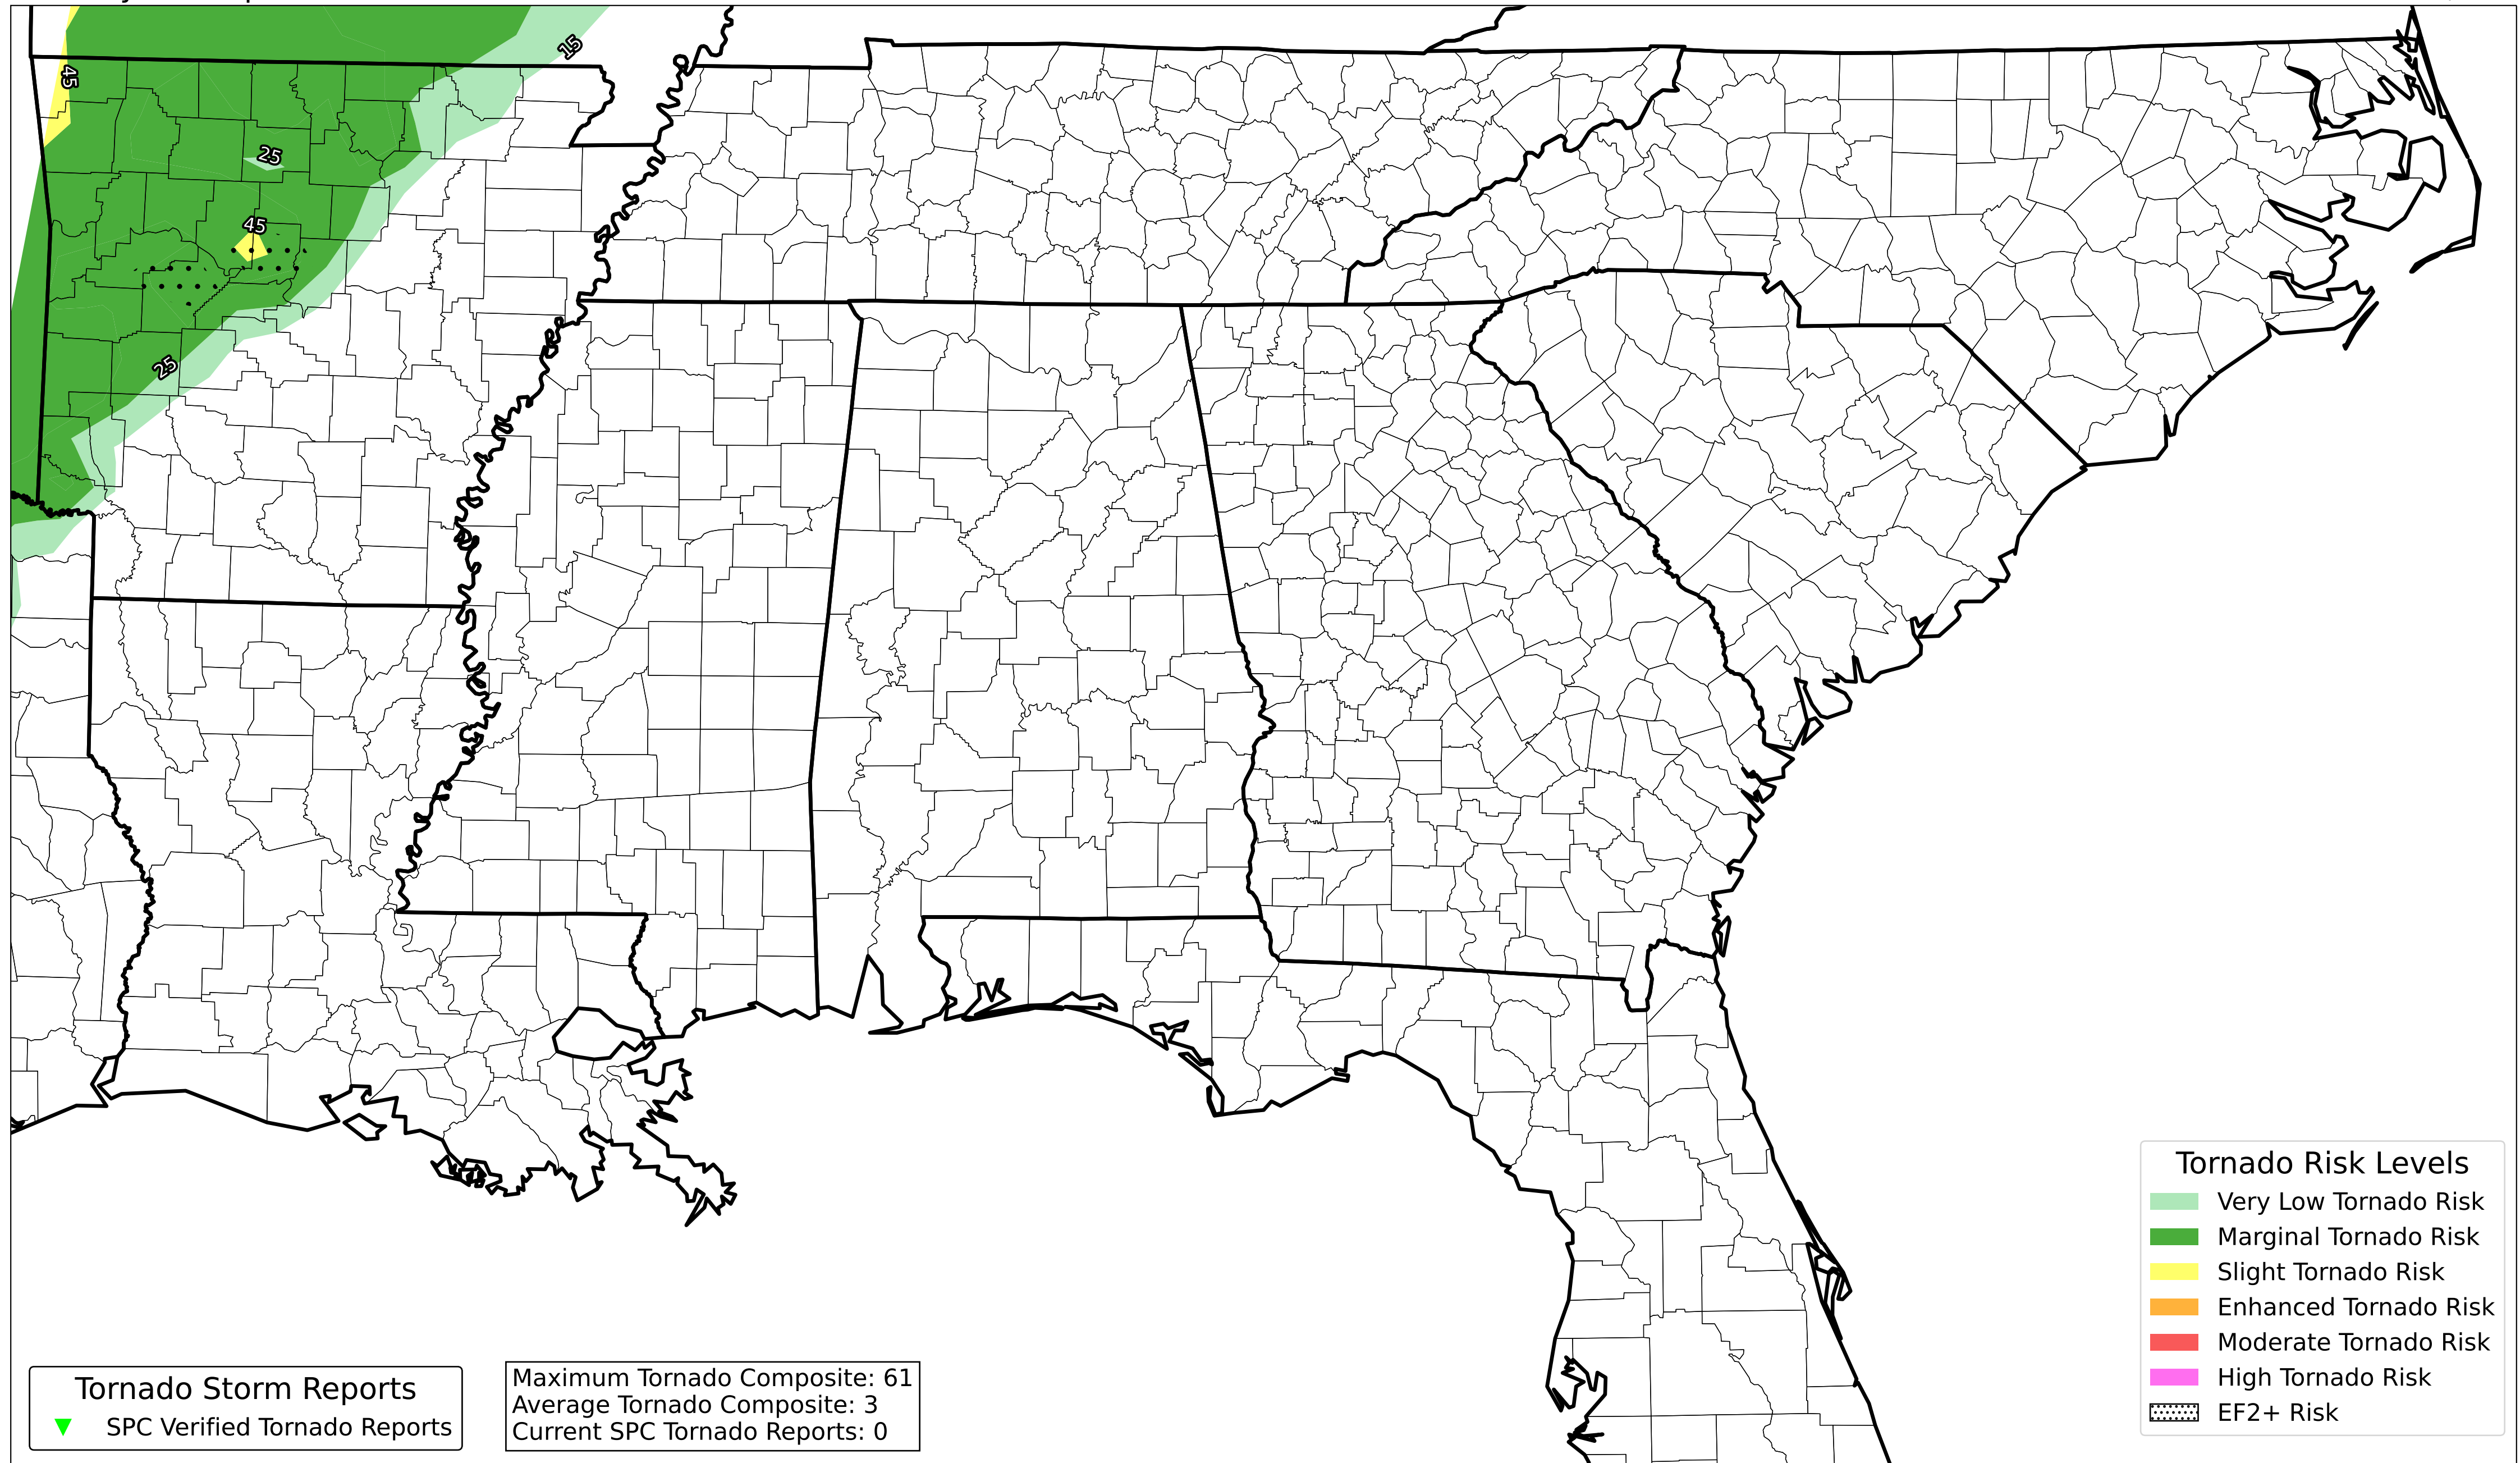 15
45
25
45
25
Tornado Risk Levels
Very Low Tornado Risk
Marginal Tornado Risk
Slight Tornado Risk
Enhanced Tornado Risk
Moderate Tornado Risk
High Tornado Risk
EF2+ Risk
Tornado Storm Reports
SPC Verified Tornado Reports
Maximum Tornado Composite: 61
Average Tornado Composite: 3
Current SPC Tornado Reports: 0